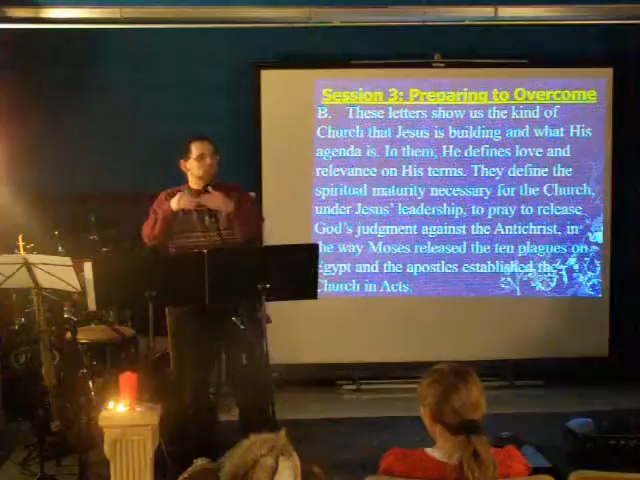 Session 3: Preparing to Overcome
B. These letters show us the kind of
Church that Jesus is building and what His
agenda is. In them, He defines love and
relevance on His terms. They define the
spiritual maturity necessary for the Church,
under Jesus' leadership, to pray to release
God's judgment against the Antichrist, in
the way Moses released the ten plagues on
Egypt and the apostles established the
Church in Acts.